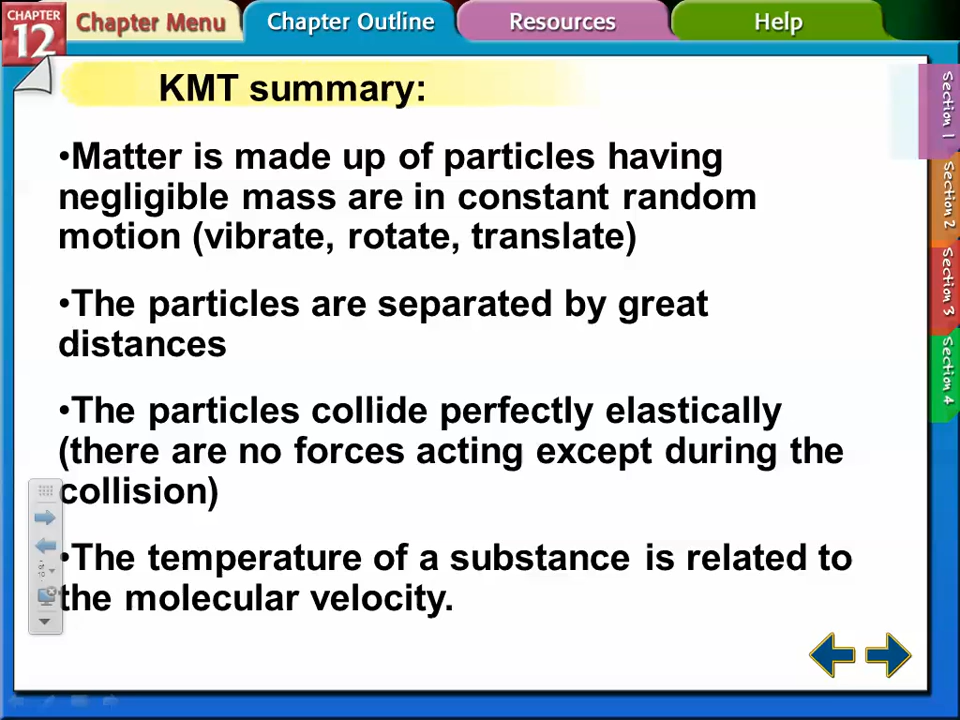 CHAPTER
12
Chapter Menu
Chapter Outline
Resources
Help
KMT summary:
•Matter is made up of particles having
negligible mass are in constant random
motion (vibrate, rotate, translate)
•The particles are separated by great
distances
•The particles collide perfectly elastically
(there are no forces acting except during the
collision)
•The temperature of a substance is related to
the molecular velocity.
Section 1
Section 2
Section 3
Section 4